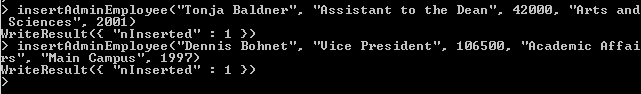 > insertAdminEmployee("Tonja Baldner", "Assistant to the Dean", 42000, "Arts and
 Sciences", 2001)
WriteResult({ "nInserted" : 1 })
> insertAdminEmployee("Dennis Bohnet", "Vice President", 106500, "Academic Affai
rs", "Main Campus", 1997)
WriteResult({ "nInserted" : 1 })
>